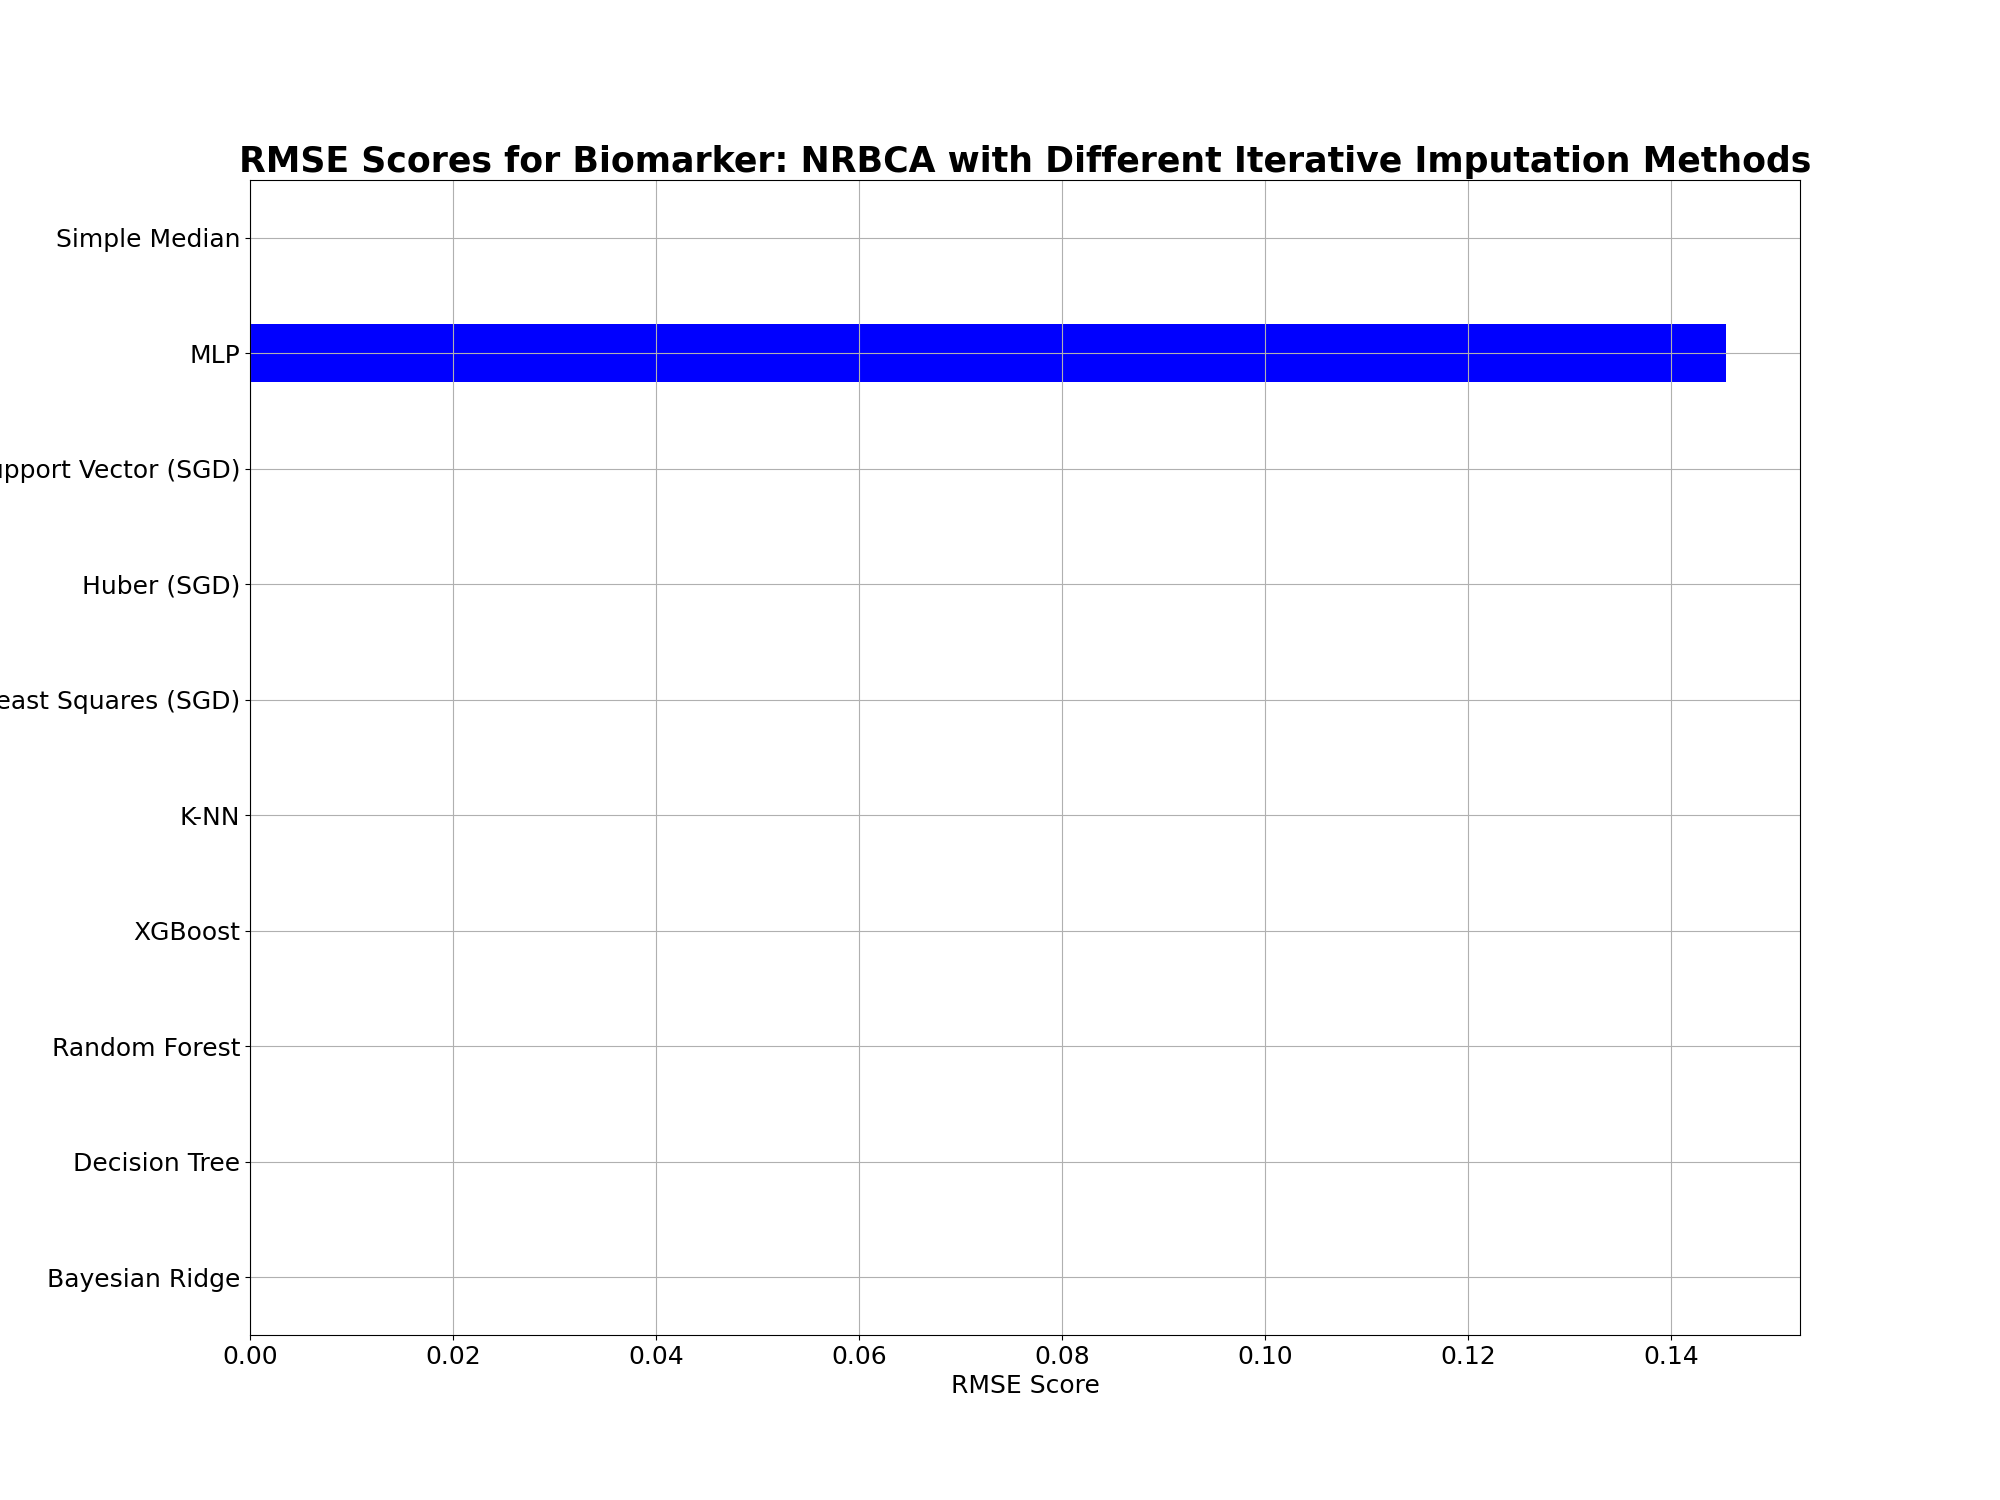 RMSE Scores for Biomarker: NRBCA with Different Iterative Imputation Methods
Simple Median
MLP
upport Vector (SGD)
Huber (SGD)
east Squares (SGD)
K-NN
XGBoost
Random Forest
Decision Tree
Bayesian Ridge
0.00 0.02 0.04 0.06 0.08 0.10 0.12 0.14
RMSE Score